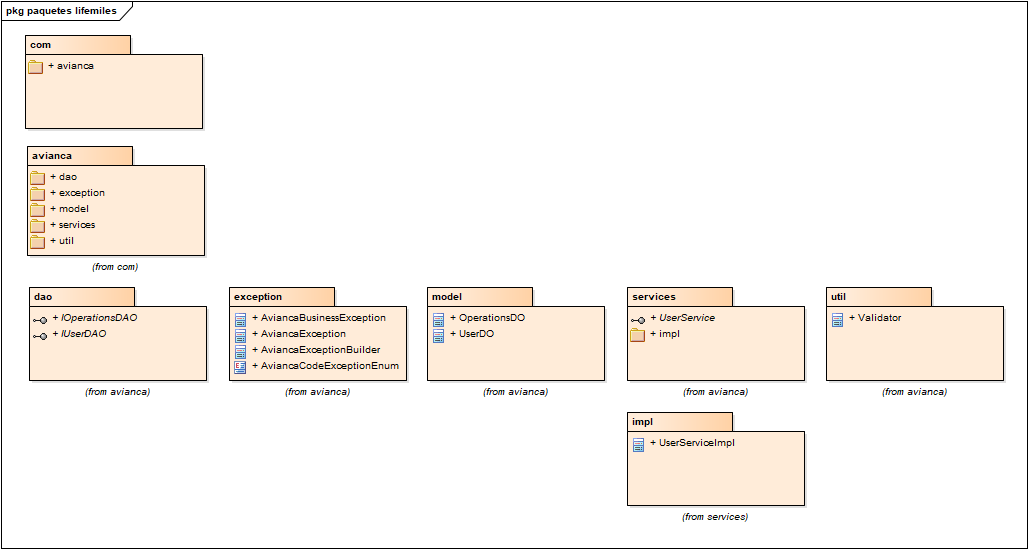 pkg paquetes lifemiles
com
+ avianca
avianca
+ dao
+ exception
+ model
+ services
+ util
(from com)
dao
+ IOperationsDAO
+ IUserDAO
(from avianca)
exception
+ AviancaBusinessException
+ AviancaException
+ AviancaExceptionBuilder
+ AviancaCodeExceptionEnum
(from avianca)
model
+ OperationsDO
+ UserDO
(from avianca)
services
+ UserService
+ impl
(from avianca)
util
+ Validator
(from avianca)
impl
+ UserServiceImpl
(from services)